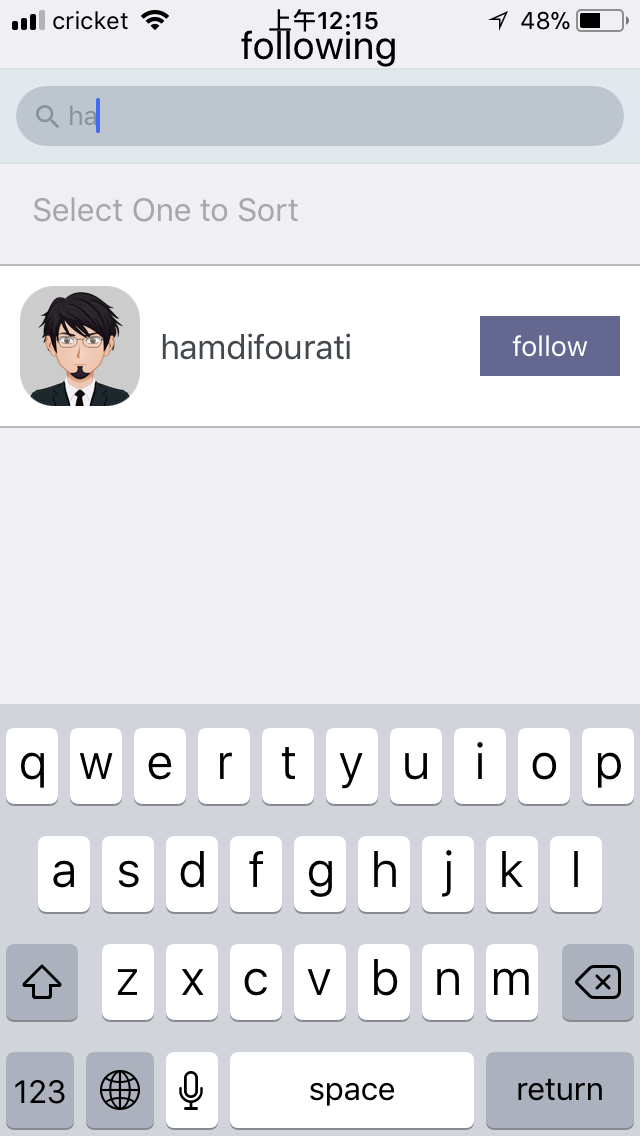 cricket 上午12:15 48%
following
ha
Select One to Sort
hamdifourati follow
q w e r t y u i o p
a s d f g h j k l
z x c v b n m
123 space return